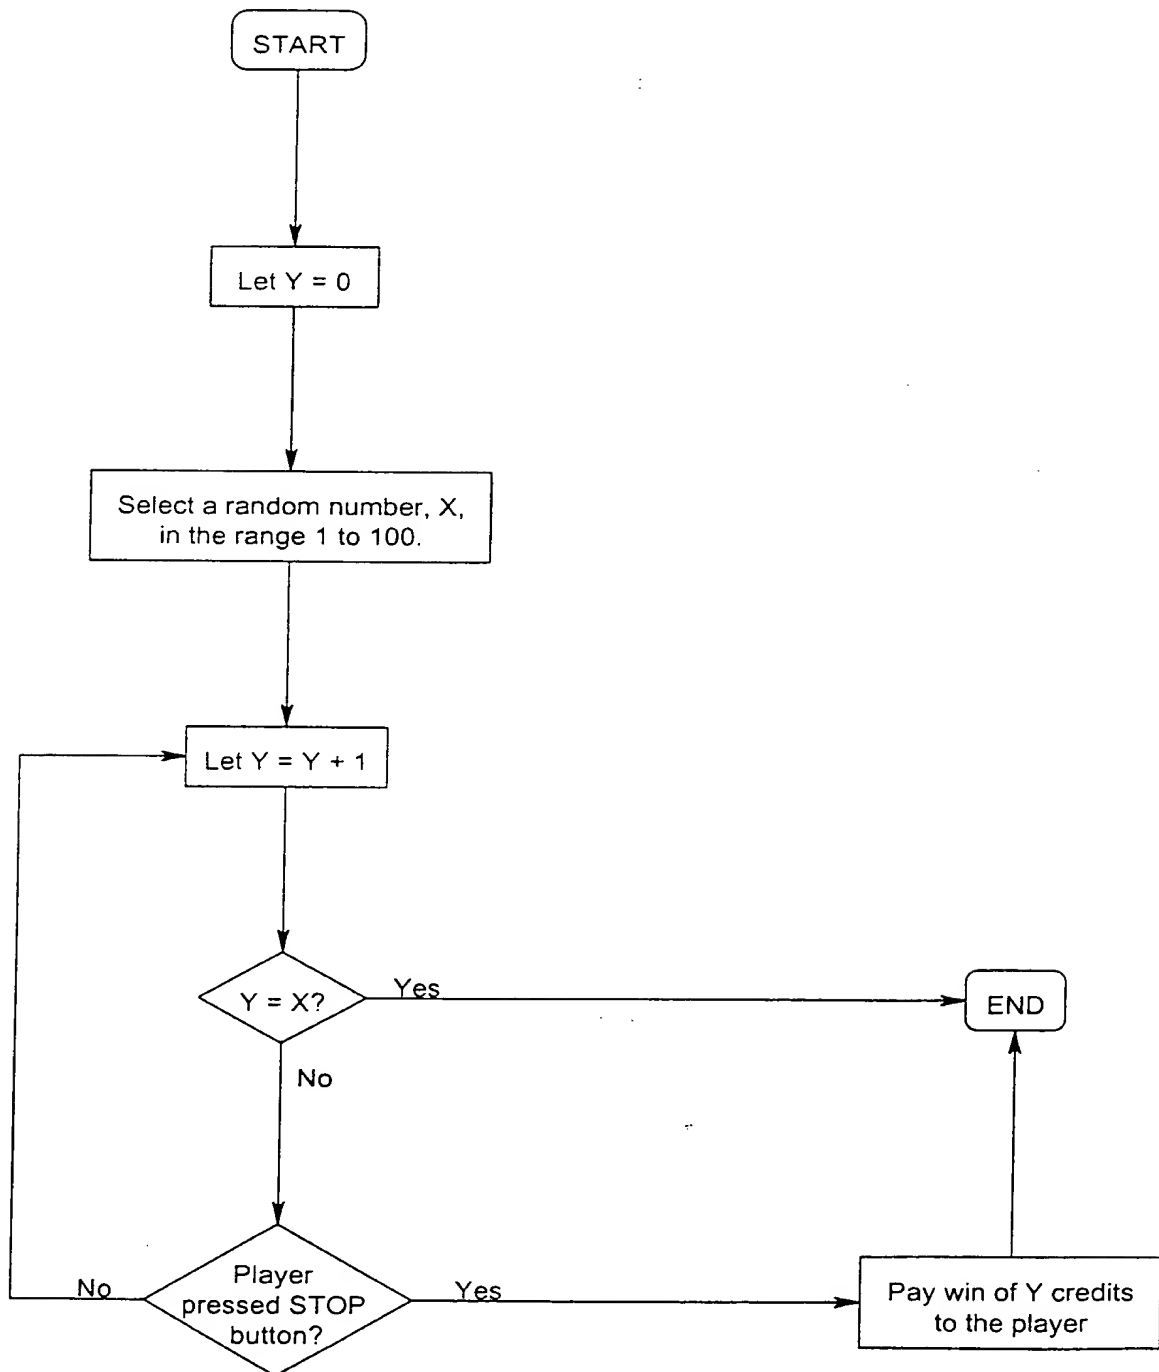 START
Let Y = 0
Select a random number, X,
in the range 1 to 100.
Let Y = Y + 1
Y = X?
Yes
END
No
Player
pressed STOP
button?
No
Yes
Pay win of Y credits
to the player